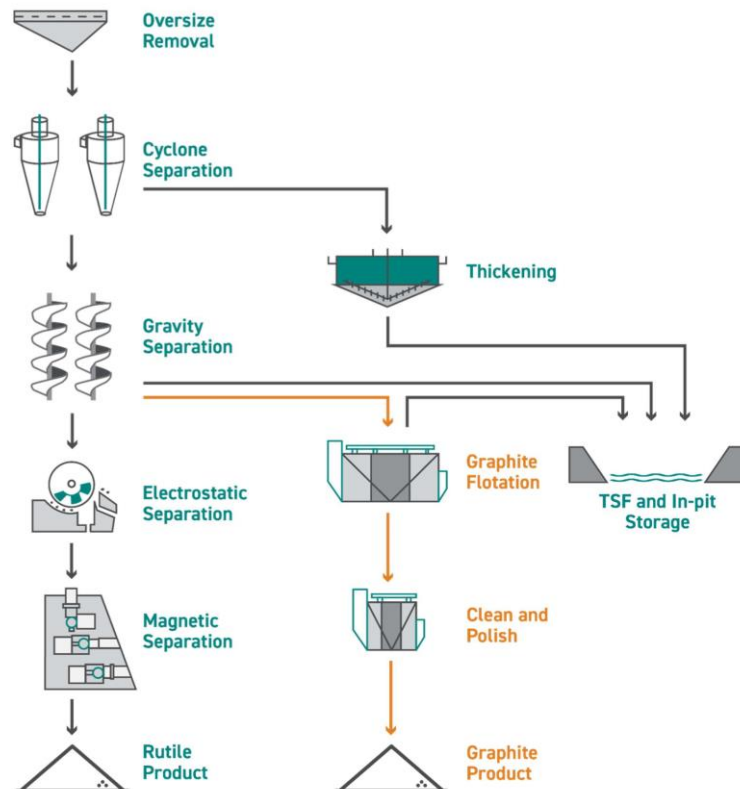 Oversize
Removal
Cyclone
Separation
Thickening
Gravity
Separation
Electrostatic
Separation
Graphite
Flotation
TSF and In-pit
Storage
Magnetic
Separation
Clean and
Polish
Rutile
Product
Graphite
Product